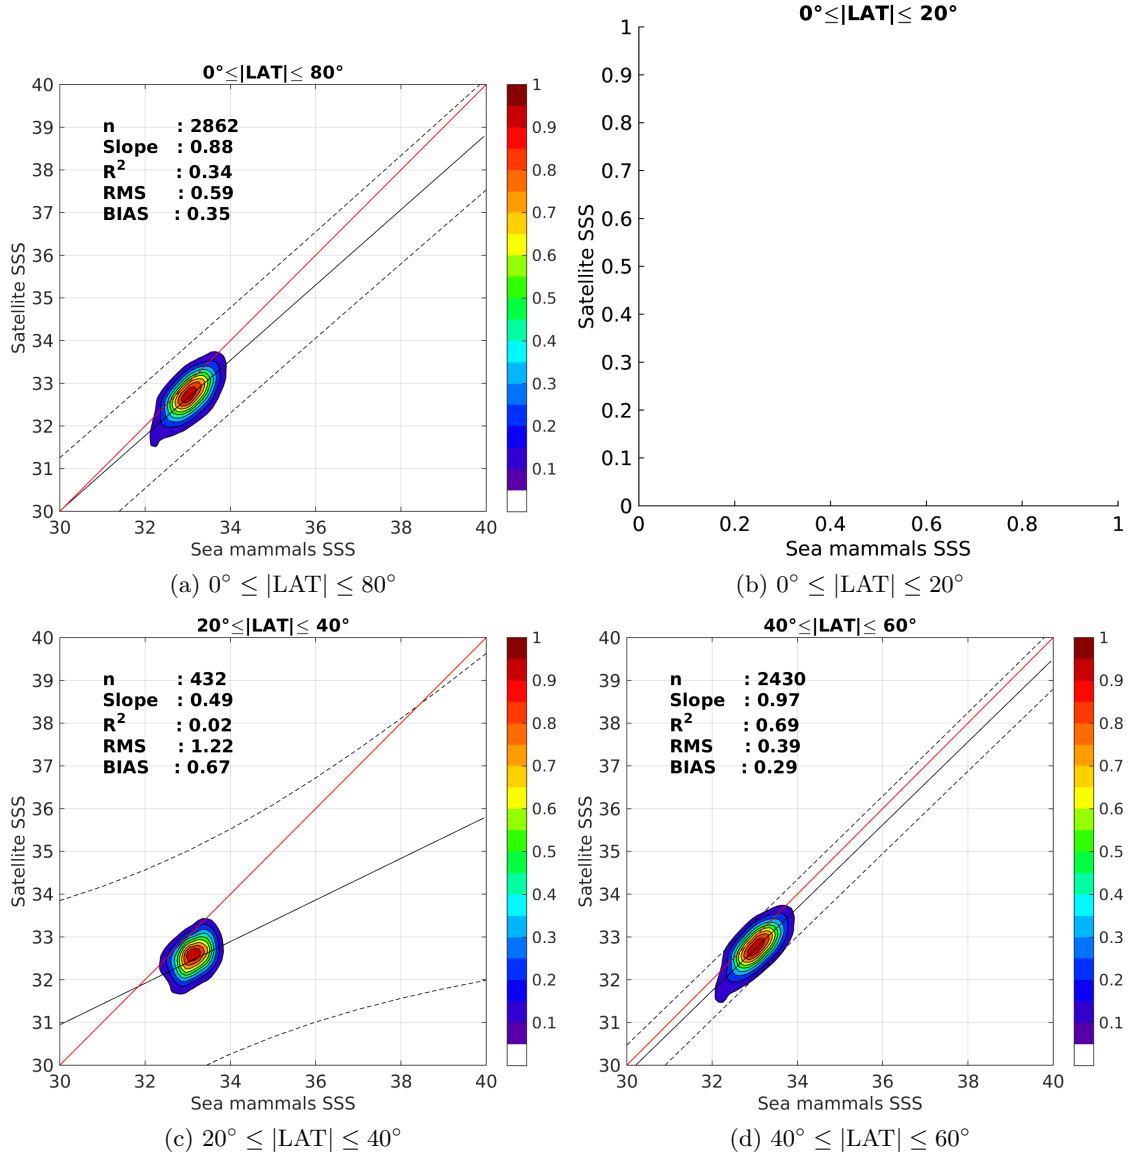 0°≤|LAT|≤ 80°
40
39
38
37
36
35
34
33
32
31
30
30 32 34 36 38 40
Satellite SSS
Sea mammals SSS
n : 2862
Slope : 0.88
R² : 0.34
RMS : 0.59
BIAS : 0.35
1
0.9
0.8
0.7
0.6
0.5
0.4
0.3
0.2
0.1
(a) 0° ≤ |LAT| ≤ 80°
0°≤|LAT|≤ 20°
1
0.9
0.8
0.7
0.6
0.5
0.4
0.3
0.2
0.1
0
0 0.2 0.4 0.6 0.8 1
Satellite SSS
Sea mammals SSS
(b) 0° ≤ |LAT| ≤ 20°
20°≤|LAT|≤ 40°
40
39
38
37
36
35
34
33
32
31
30
30 32 34 36 38 40
Satellite SSS
Sea mammals SSS
n : 432
Slope : 0.49
R² : 0.02
RMS : 1.22
BIAS : 0.67
1
0.9
0.8
0.7
0.6
0.5
0.4
0.3
0.2
0.1
(c) 20° ≤ |LAT| ≤ 40°
40°≤|LAT|≤ 60°
40
39
38
37
36
35
34
33
32
31
30
30 32 34 36 38 40
Satellite SSS
Sea mammals SSS
n : 2430
Slope : 0.97
R² : 0.69
RMS : 0.39
BIAS : 0.29
1
0.9
0.8
0.7
0.6
0.5
0.4
0.3
0.2
0.1
(d) 40° ≤ |LAT| ≤ 60°